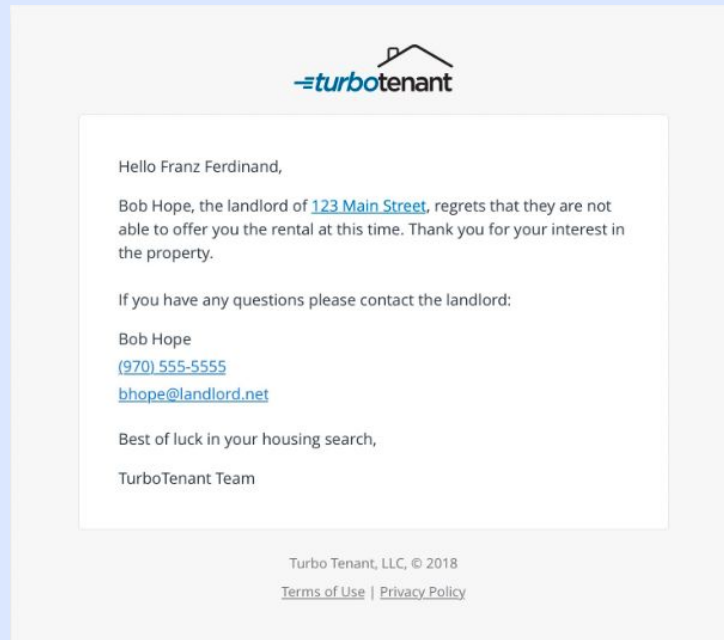 turbotenant
Hello Franz Ferdinand,
Bob Hope, the landlord of 123 Main Street, regrets that they are not
able to offer you the rental at this time. Thank you for your interest in
the property.
If you have any questions please contact the landlord:
Bob Hope
(970) 555-5555
bhope@landlord.net
Best of luck in your housing search,
TurboTenant Team
Turbo Tenant, LLC, © 2018
Terms of Use | Privacy Policy